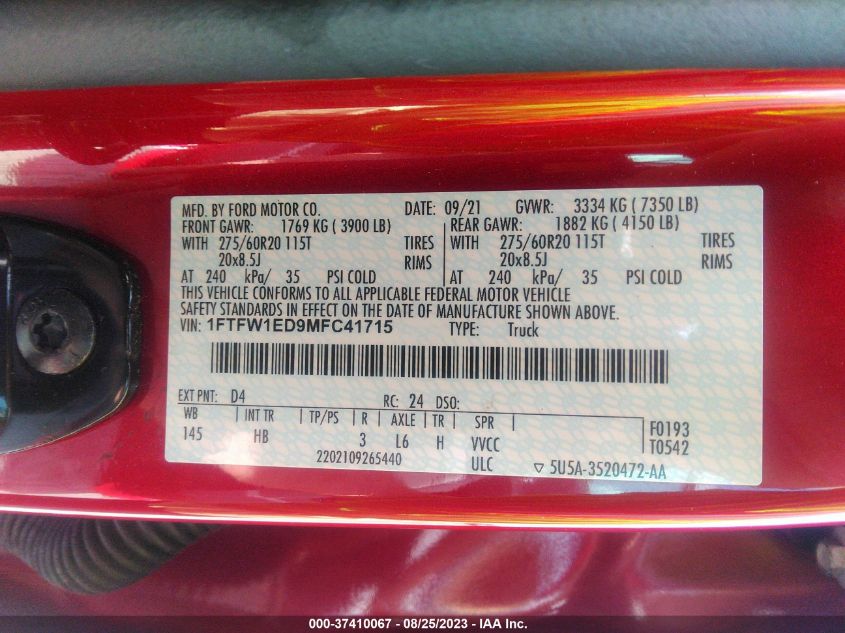 MFD. BY FORD MOTOR CO. DATE: 09/21 GVWR: 3334 KG ( 7350 LB)
FRONT GAWR: 1769 KG ( 3900 LB) REAR GAWR: 1882 KG ( 4150 LB)
WITH 275/60R20 115T TIRES WITH 275/60R20 115T TIRES
20x8.5J RIMS 20x8.5J RIMS
AT 240 kPa/ 35 PSI COLD AT 240 kPa/ 35 PSI COLD
THIS VEHICLE CONFORMS TO ALL APPLICABLE FEDERAL MOTOR VEHICLE
SAFETY STANDARDS IN EFFECT ON THE DATE OF MANUFACTURE SHOWN ABOVE.
VIN: 1FTFW1ED9MFC41715 TYPE: Truck
EXT PNT: D4 RC: 24 DSO:
WB INT TR TP/PS R AXLE TR SPR F0193
145 HB 3 L6 H VVCC T0542
2202109265440 ULC ▽ 5U5A-3520472-AA
000-37410067 - 08/25/2023 - IAA Inc.